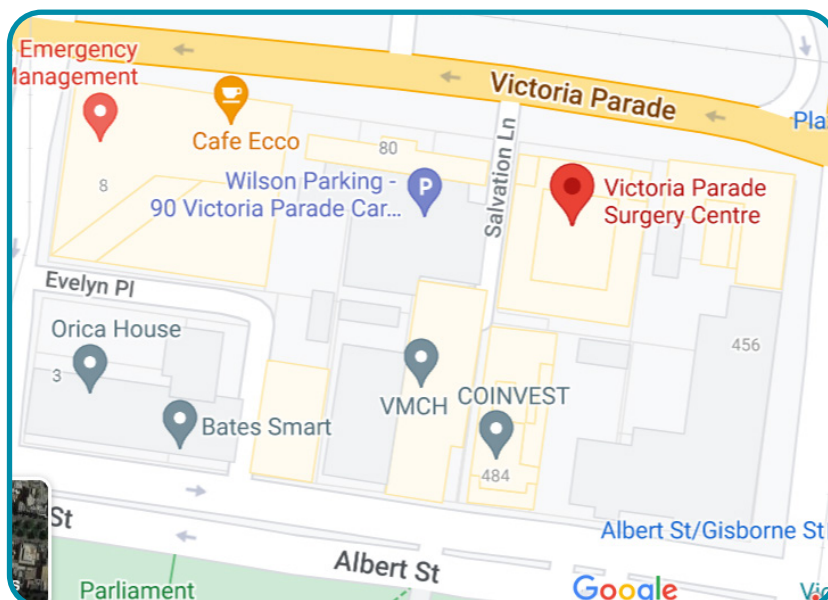 Emergency
Management
Victoria Parade
Cafe Ecco
Pla
80
Wilson Parking -
90 Victoria Parade Car...
P
Salvation Ln
Victoria Parade
Surgery Centre
8
Evelyn Pl
Orica House
3
456
VMCH
COINVEST
Bates Smart
484
St
Albert St/Gisborne St
Albert St
Parliament
Google
Vic
s